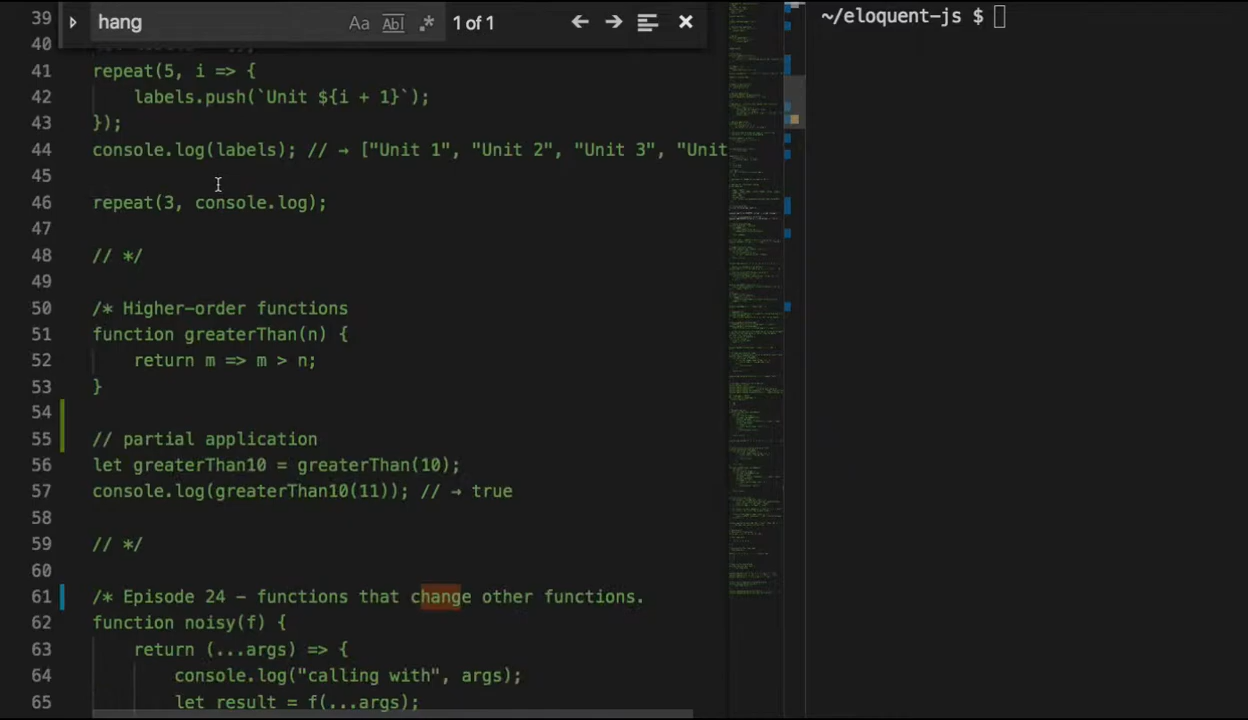 39
hang Aa Abl .* 1 of 1
~/eloquent-js $
40
41 repeat(5, i => {
42 labels.push(`Unit ${i + 1}`);
43 });
44 console.log(labels); // → ["Unit 1", "Unit 2", "Unit 3", "Unit
45
46 repeat(3, console.log);
47
48 // */
49
50 /* Higher-order functions
51 function greaterThan(n) {
52 return m => m > n;
53 }
54
55 // partial application
56 let greaterThan10 = greaterThan(10);
57 console.log(greaterThan10(11)); // → true
58
59 // */
60
61 /* Episode 24 - functions that change other functions.
62 function noisy(f) {
63 return (...args) => {
64 console.log("calling with", args);
65 let result = f(...args);